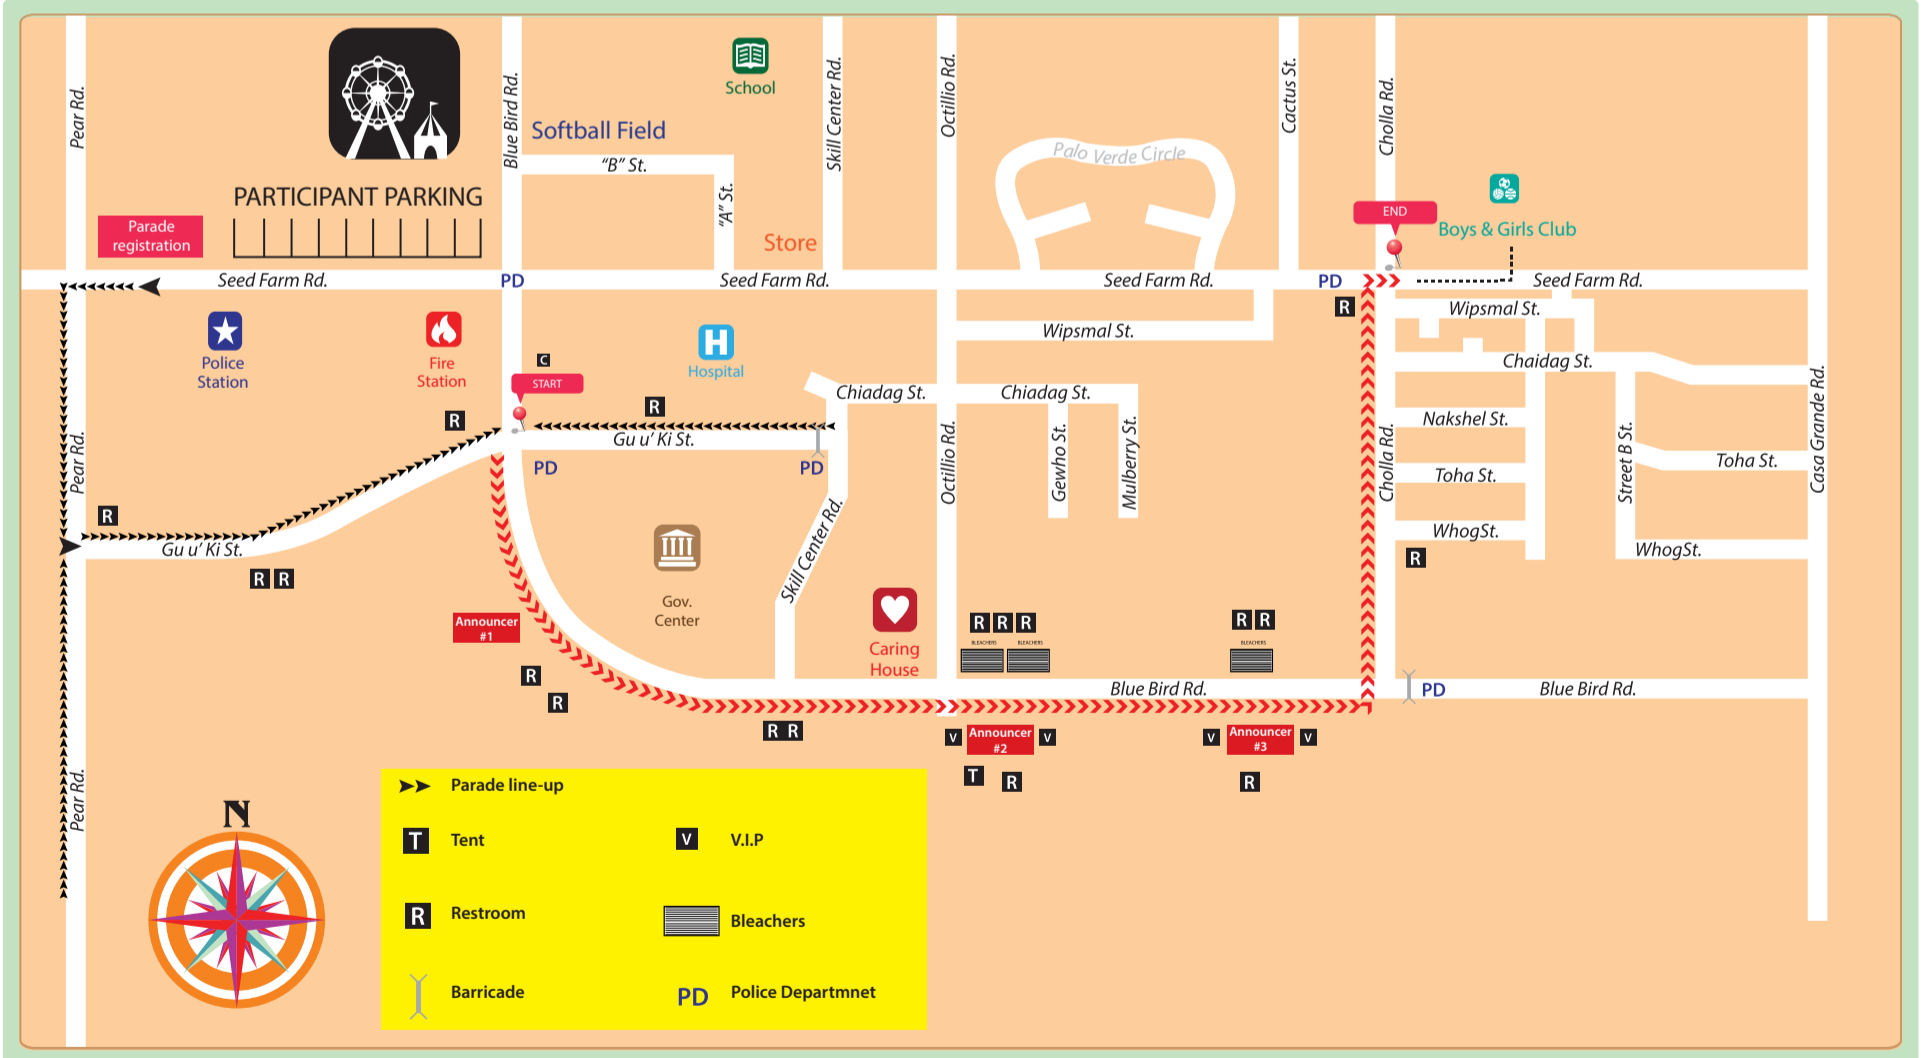 Pear Rd.
Blue Bird Rd.
Softball Field
School
Skill Center Rd.
Octillio Rd.
Cactus St.
Cholla Rd.
"B" St.
"A" St.
Palo Verde Circle
PARTICIPANT PARKING
Parade
registration
Store
END
Boys & Girls Club
Seed Farm Rd.
PD
Seed Farm Rd.
Seed Farm Rd.
PD
Seed Farm Rd.
R
Wipsmal St.
Wipsmal St.
Police
Station
Fire
Station
C
START
Hospital
Chaidag St.
Chiadag St.
Chiadag St.
R
R
Gu u' Ki St.
PD
PD
Pear Rd.
Octillio Rd.
Gewho St.
Mulberry St.
Cholla Rd.
Nakshel St.
Toha St.
WhogSt.
Street B St.
Toha St.
WhogSt.
Casa Grande Rd.
R
R
Gu u' Ki St.
R R
Skill Center Rd.
Gov.
Center
Announcer
#1
R
R
Caring
House
R R R
BLEACHERS
BLEACHERS
R R
BLEACHERS
Blue Bird Rd.
PD
Blue Bird Rd.
R R
V
Announcer
#2
V
V
Announcer
#3
V
T
R
R
Pear Rd.
N
Parade line-up
T
Tent
V
V.I.P
R
Restroom
Bleachers
Barricade
PD
Police Departmnet